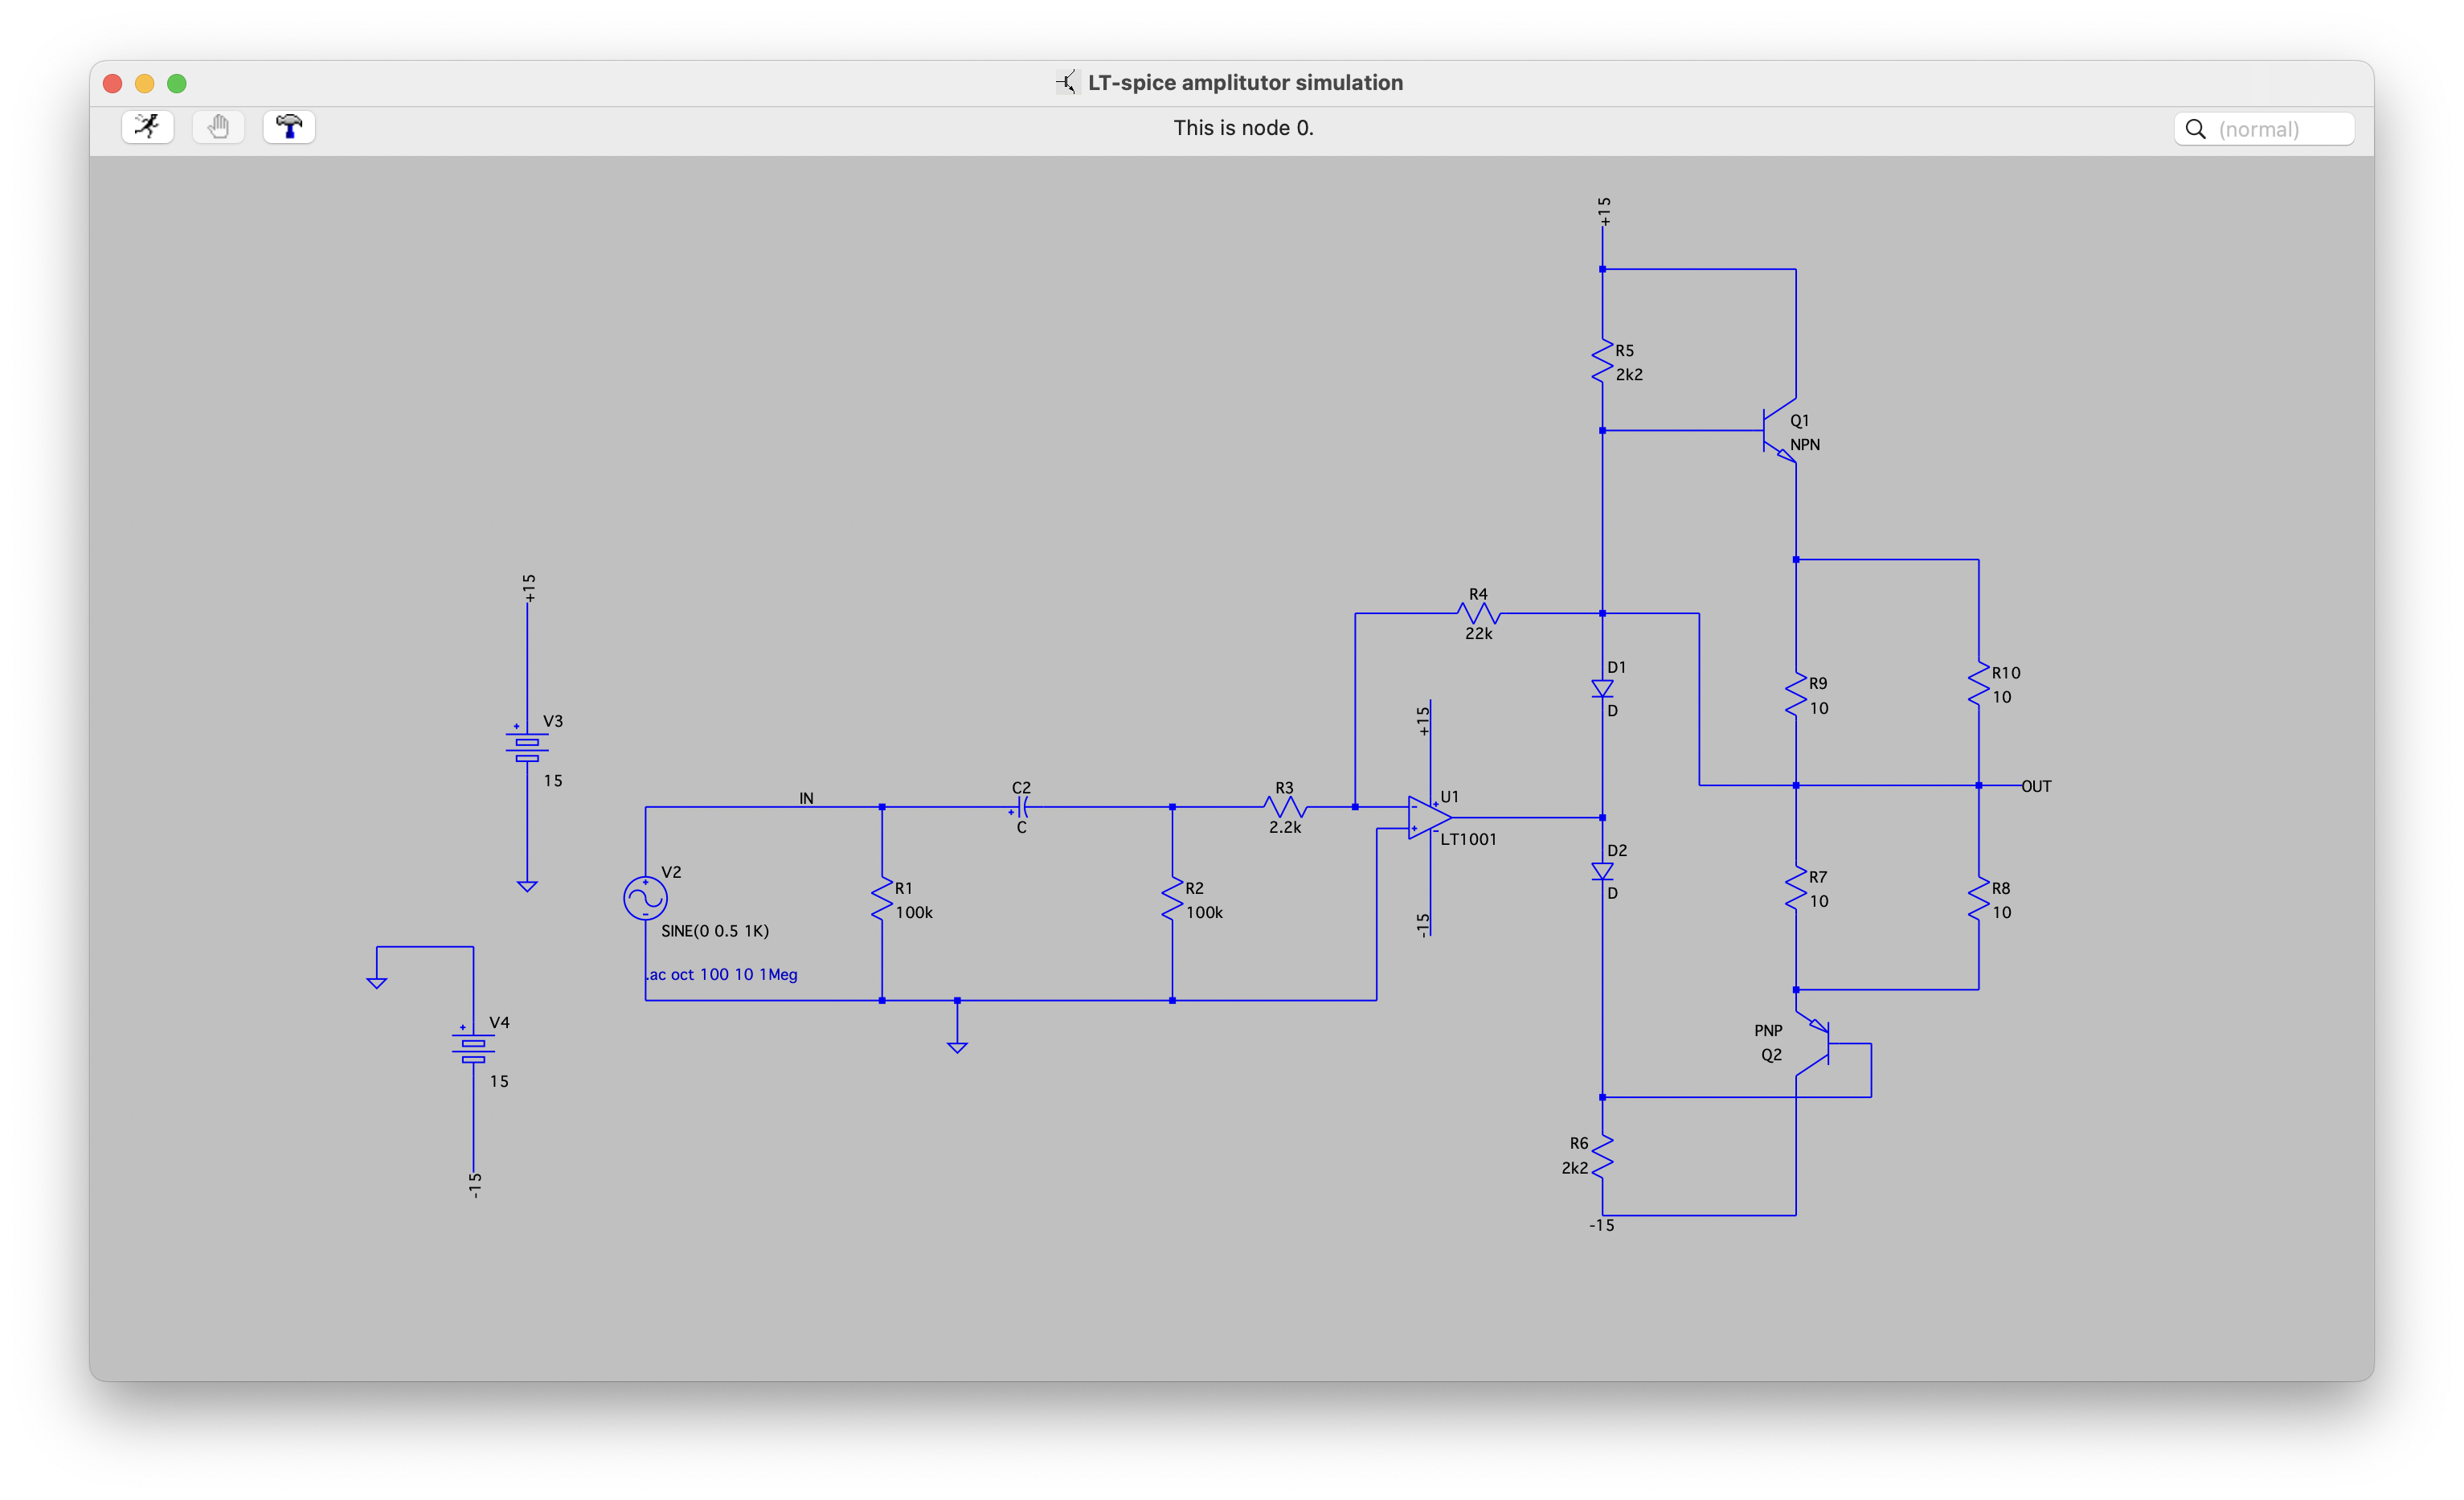 LT-spice amplitutor simulation
This is node 0.
(normal)
+15
R5
2k2
Q1
NPN
+15
R4
22k
D1
D
R9
10
R10
10
V3
15
+15
IN
C2
C
R3
2.2k
U1
LT1001
OUT
V2
SINE(0 0.5 1K)
R1
100k
R2
100k
-15
D2
D
R7
10
R8
10
.ac oct 100 10 1Meg
V4
15
PNP
Q2
-15
R6
2k2
-15